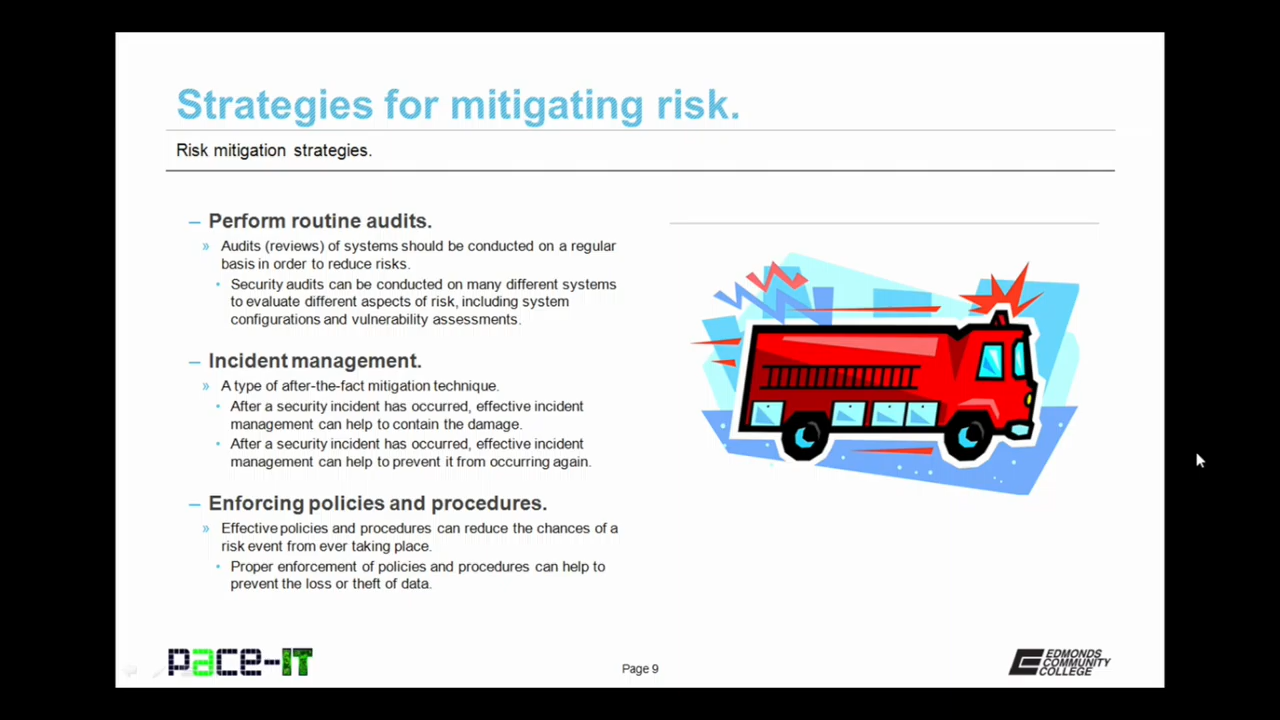 Strategies for mitigating risk.
Risk mitigation strategies.
– Perform routine audits.
» Audits (reviews) of systems should be conducted on a regular
basis in order to reduce risks.
• Security audits can be conducted on many different systems
to evaluate different aspects of risk, including system
configurations and vulnerability assessments.
– Incident management.
» A type of after-the-fact mitigation technique.
• After a security incident has occurred, effective incident
management can help to contain the damage.
• After a security incident has occurred, effective incident
management can help to prevent it from occurring again.
– Enforcing policies and procedures.
» Effective policies and procedures can reduce the chances of a
risk event from ever taking place.
• Proper enforcement of policies and procedures can help to
prevent the loss or theft of data.
pace-IT
Page 9
EDMONDS
COMMUNITY
COLLEGE